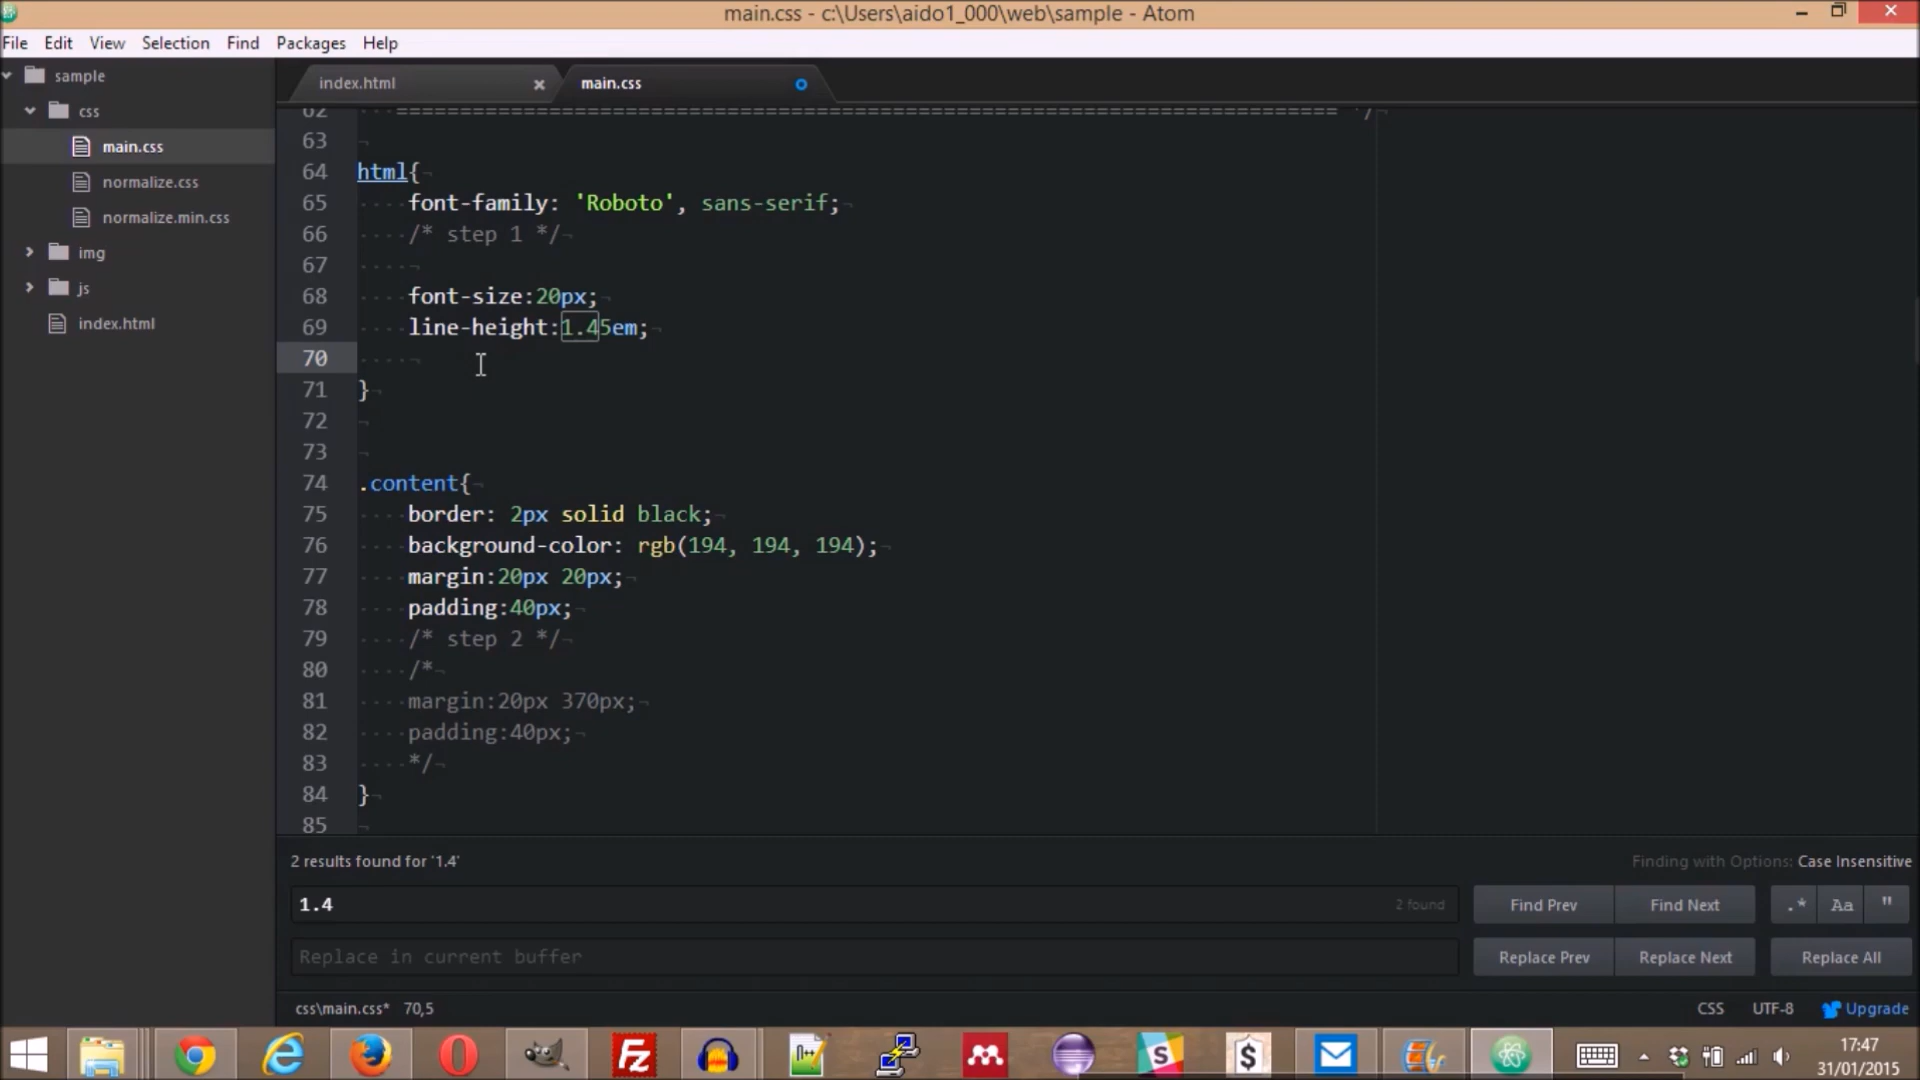 main.css - c:\Users\aido1_000\web\sample - Atom
File Edit View Selection Find Packages Help
sample
css
main.css
normalize.css
normalize.min.css
img
js
index.html
index.html
main.css
62 ========================================================================== */
63
64 html{
65 font-family: 'Roboto', sans-serif;
66 /* step 1 */
67
68 font-size:20px;
69 line-height:1.45em;
70
71 }
72
73
74 .content{
75 border: 2px solid black;
76 background-color: rgb(194, 194, 194);
77 margin:20px 20px;
78 padding:40px;
79 /* step 2 */
80 /*
81 margin:20px 370px;
82 padding:40px;
83 */
84 }
85
2 results found for '1.4'
Finding with Options: Case Insensitive
1.4 2 found
Find Prev Find Next .* Aa "
Replace in current buffer
Replace Prev Replace Next Replace All
css\main.css* 70,5
CSS UTF-8 Upgrade
17:47
31/01/2015